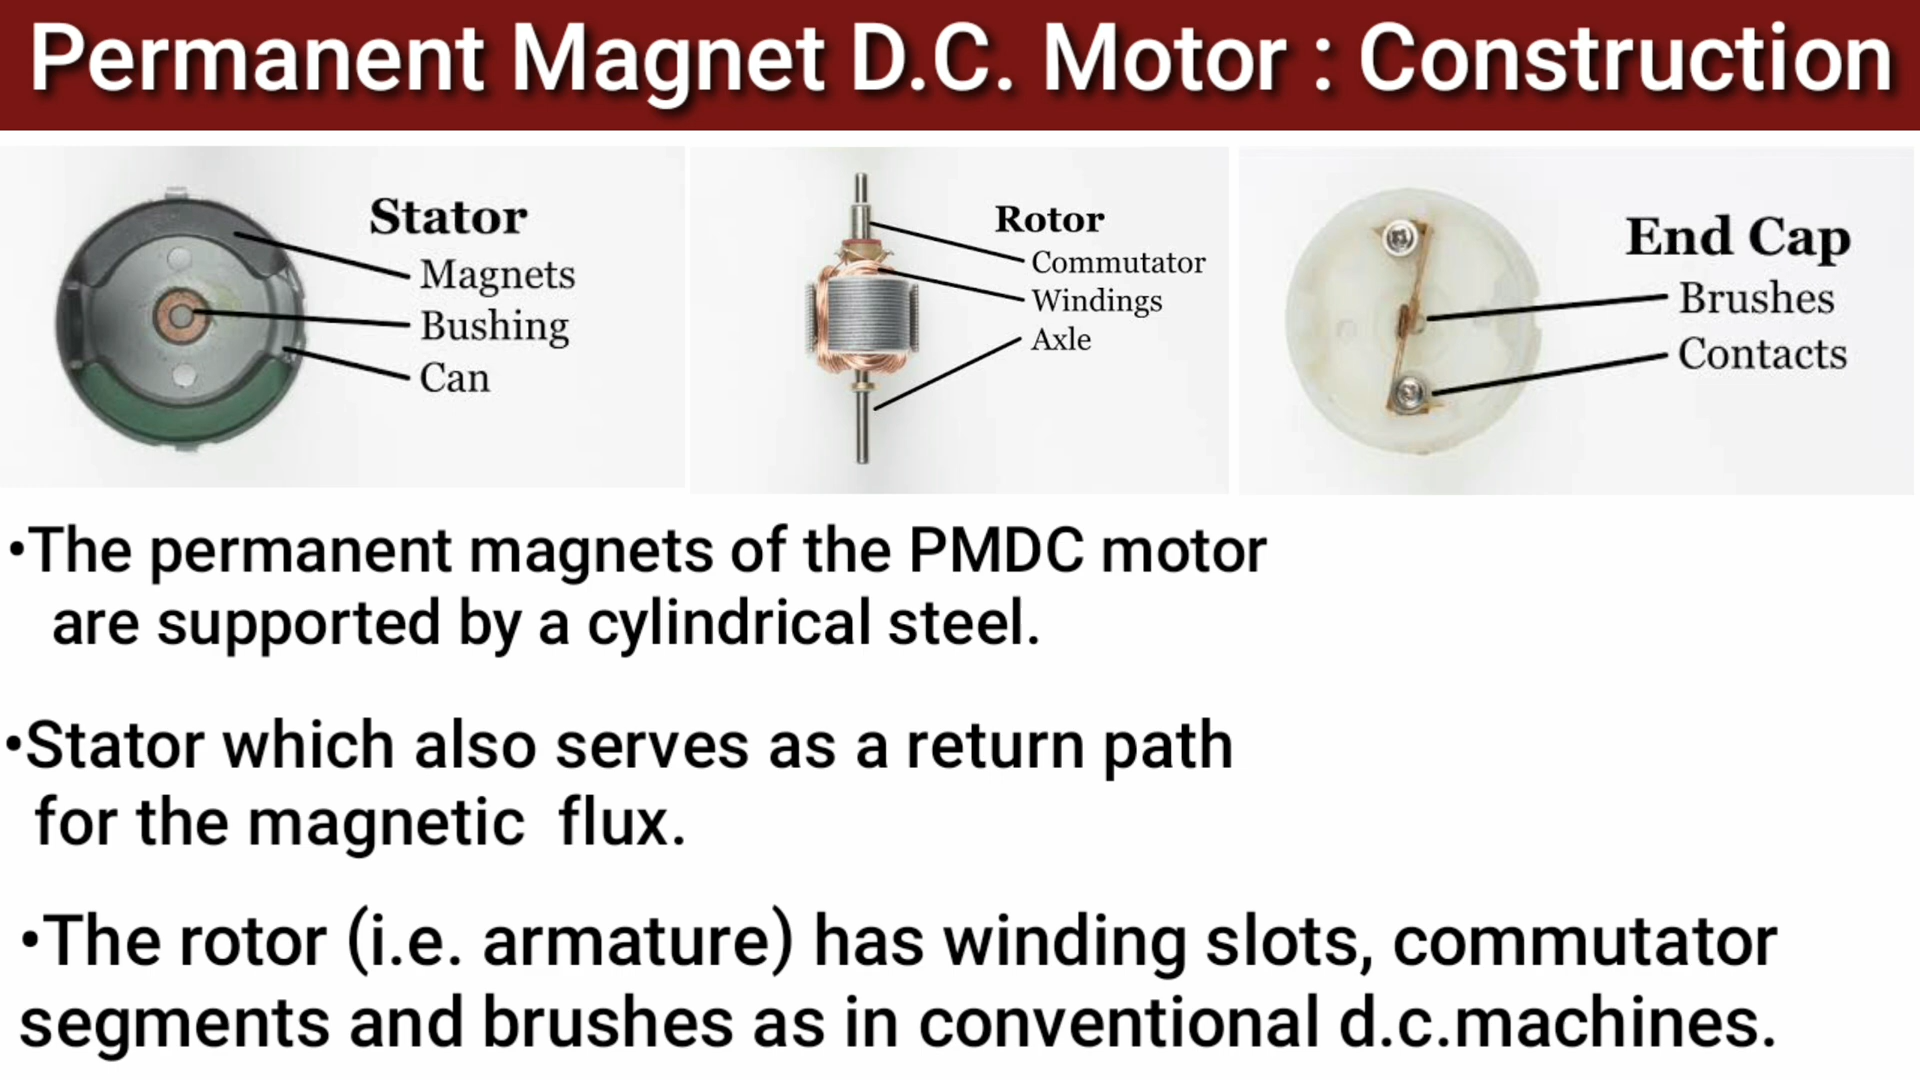 Permanent Magnet D.C. Motor : Construction
Stator
Magnets
Bushing
Can
Rotor
Commutator
Windings
Axle
End Cap
Brushes
Contacts
•The permanent magnets of the PMDC motor
are supported by a cylindrical steel.
•Stator which also serves as a return path
for the magnetic flux.
•The rotor (i.e. armature) has winding slots, commutator
segments and brushes as in conventional d.c.machines.